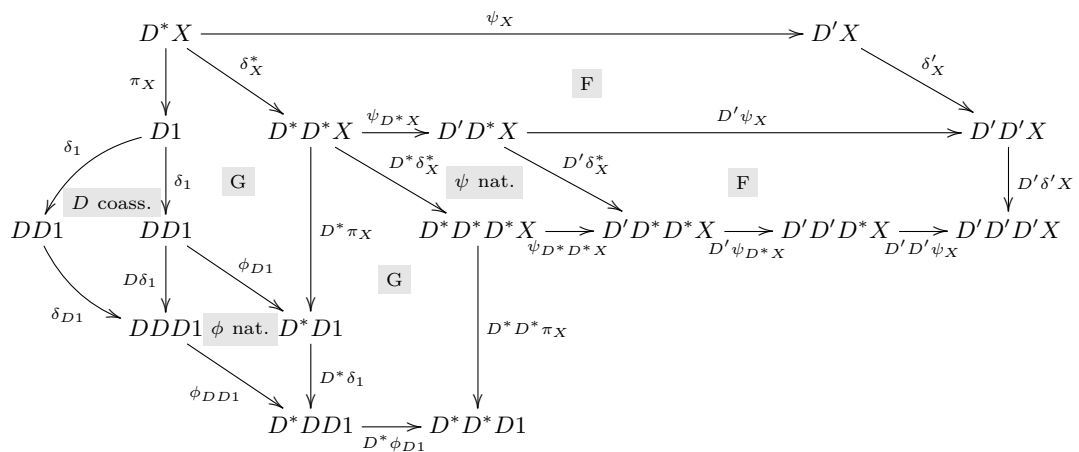 ψ_X
D*X D′X
π_X δ*_X F δ′_X
ψ_{D*X} D′ψ_X
D1 D*D*X D′D*X D′D′X
δ_1 δ_1 G D*δ*_X ψ nat. D′δ*_X F D′δ′X
D coass.
DD1 DD1 D*π_X D*D*D*X D′D*D*X D′D′D*X D′D′D′X
ψ_{D*D*X} D′ψ_{D*X} D′D′ψ_X
δ_{D1} Dδ_1 φ_{D1} G
DDD1 φ nat. D*D1 D*D*π_X
φ_{DD1} D*δ_1
D*DD1 D*D*D1
D*φ_{D1}